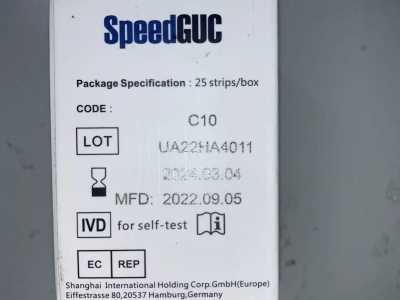 SpeedGUC
Package Specification : 25 strips/box
CODE :
C10
LOT UA22HA4011
2024.03.04
MFD: 2022.09.05
IVD for self-test
EC REP
Shanghai International Holding Corp.GmbH(Europe)
Eiffestrasse 80,20537 Hamburg,Germany